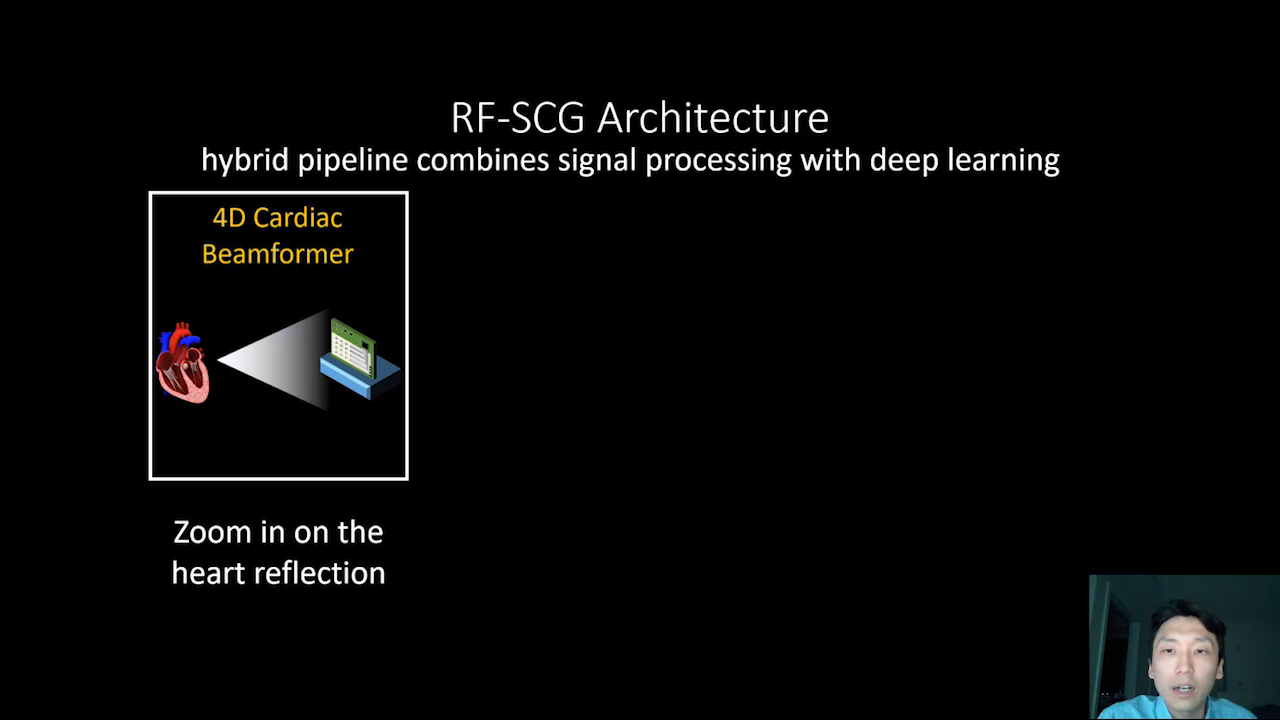 RF-SCG Architecture
hybrid pipeline combines signal processing with deep learning
4D Cardiac
Beamformer
Zoom in on the
heart reflection